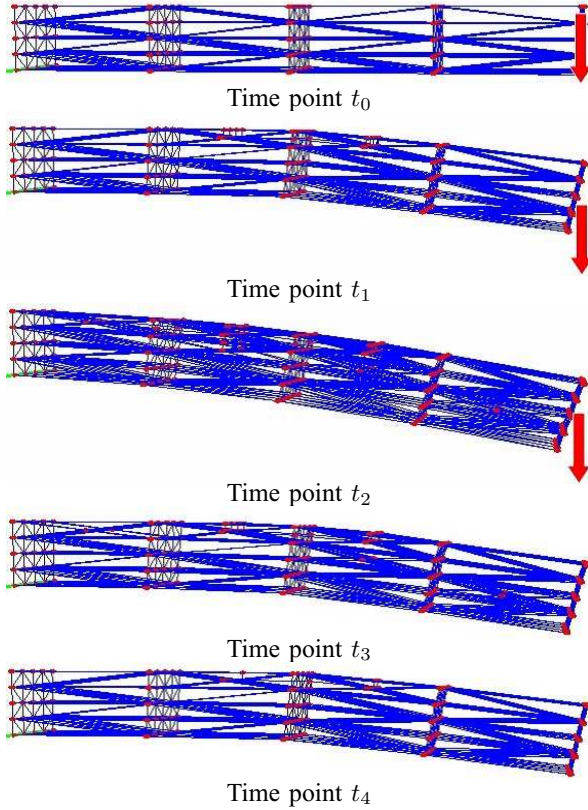 Time point t₀
Time point t₁
Time point t₂
Time point t₃
Time point t₄